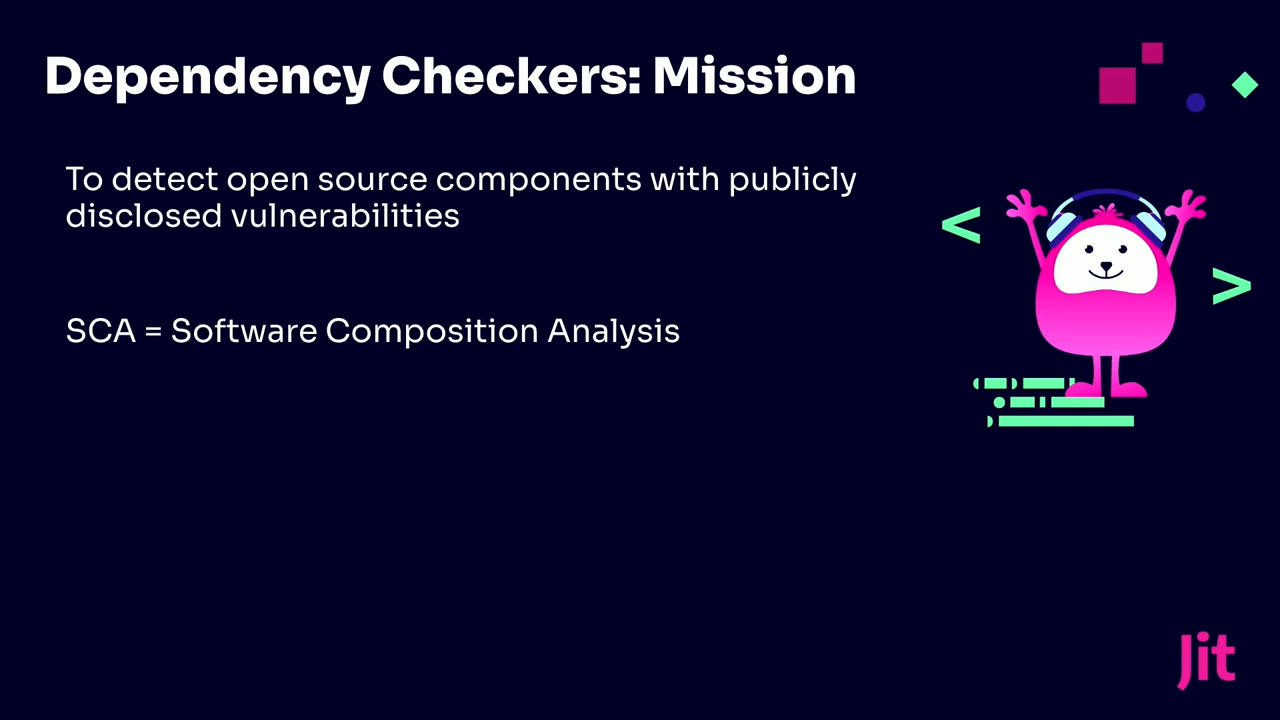 Dependency Checkers: Mission
To detect open source components with publicly
disclosed vulnerabilities
<
>
SCA = Software Composition Analysis
Jit